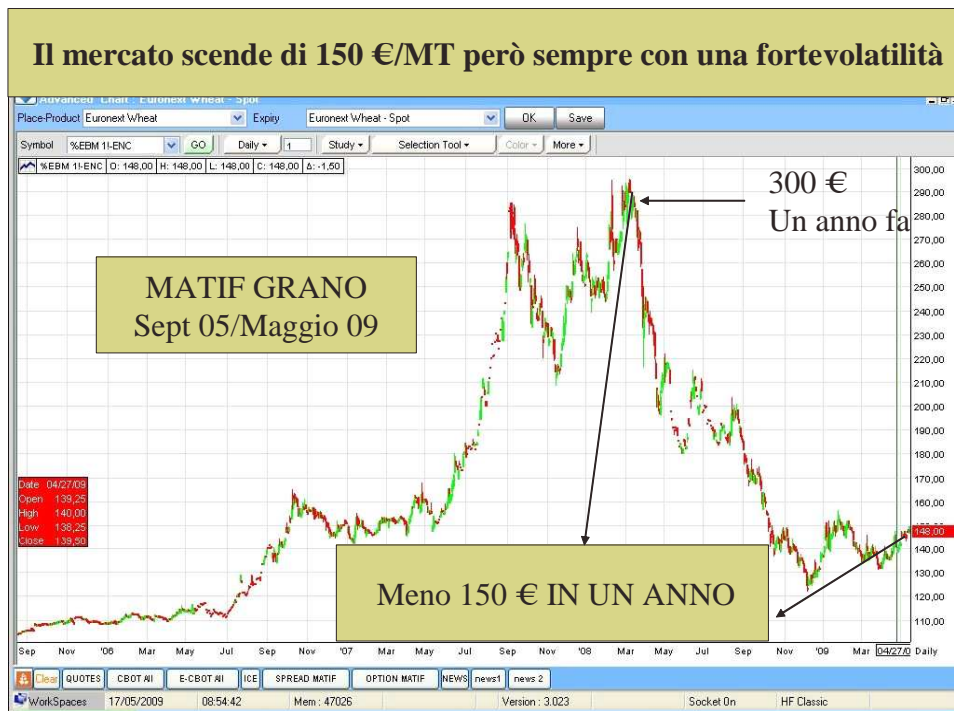 Il mercato scende di 150 €/MT però sempre con una fortevolatilità
Advanced Chart : Euronext Wheat - Spot
Place-Product Euronext Wheat Expiry Euronext Wheat - Spot OK Save
Symbol %EBM 1!-ENC GO Daily 1 Study Selection Tool Color More
%EBM 1!-ENC O: 148,00 H: 148,00 L: 148,00 C: 148,00 Δ: -1,50
300 €
Un anno fa
MATIF GRANO
Sept 05/Maggio 09
300,00
290,00
280,00
270,00
260,00
250,00
240,00
230,00
220,00
210,00
200,00
190,00
180,00
170,00
160,00
148,00
140,00
130,00
120,00
110,00
Date 04/27/09
Open 139,25
High 140,00
Low 138,25
Close 139,50
Meno 150 € IN UN ANNO
Sep Nov '06 Mar May Jul Sep Nov '07 Mar May Jul Sep Nov '08 Mar May Jul Sep Nov '09 Mar 04/27/0 Daily
Clear QUOTES CBOT All E-CBOT All ICE SPREAD MATIF OPTION MATIF NEWS news1 news 2
WorkSpaces 17/05/2009 08:54:42 Mem : 47026 Version : 3.023 Socket On HF Classic